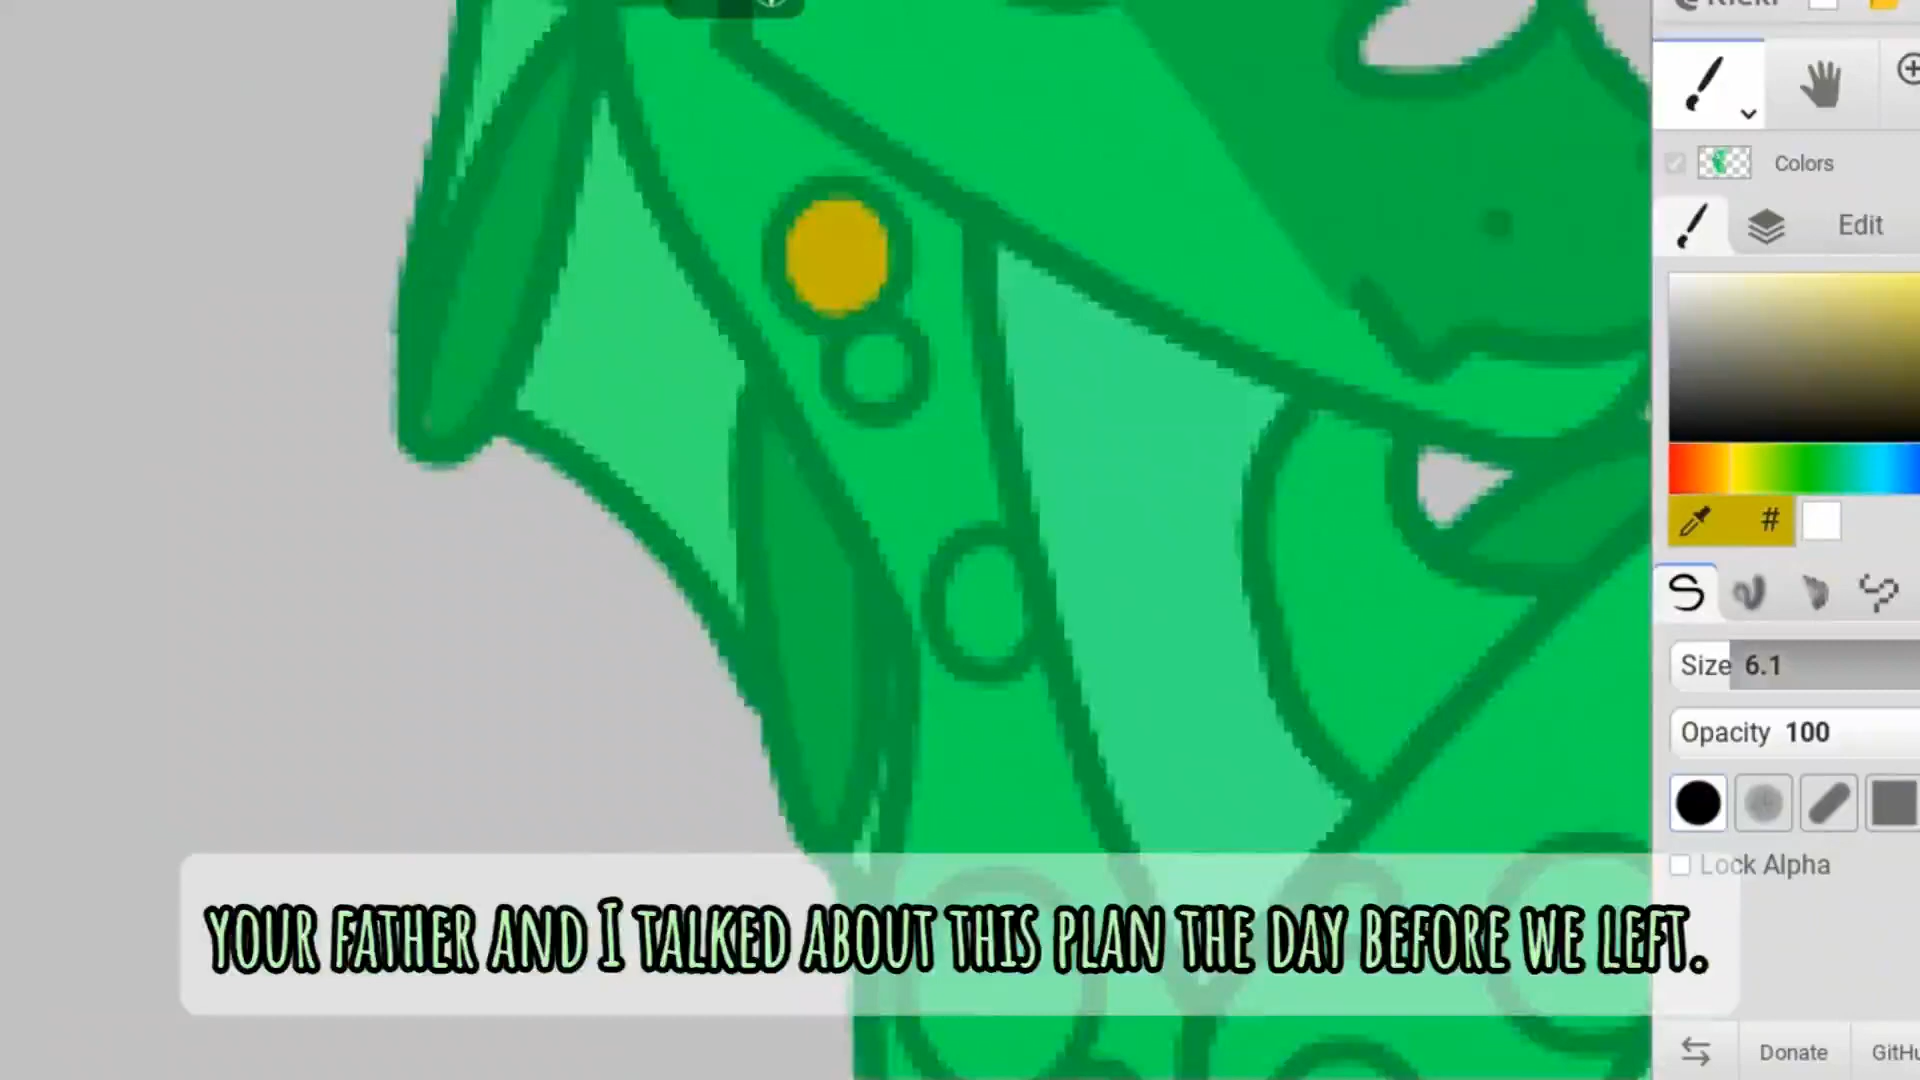 Colors
Edit
#
Size 6.1
Opacity 100
Lock Alpha
YOUR FATHER AND I TALKED ABOUT THIS PLAN THE DAY BEFORE WE LEFT.
Donate